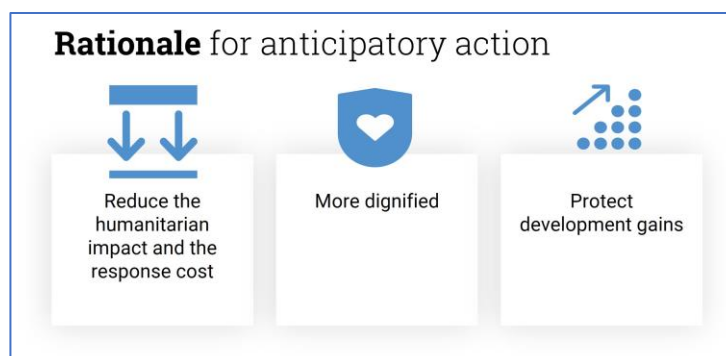 Rationale for anticipatory action
Reduce the
humanitarian
impact and the
response cost
More dignified
Protect
development gains